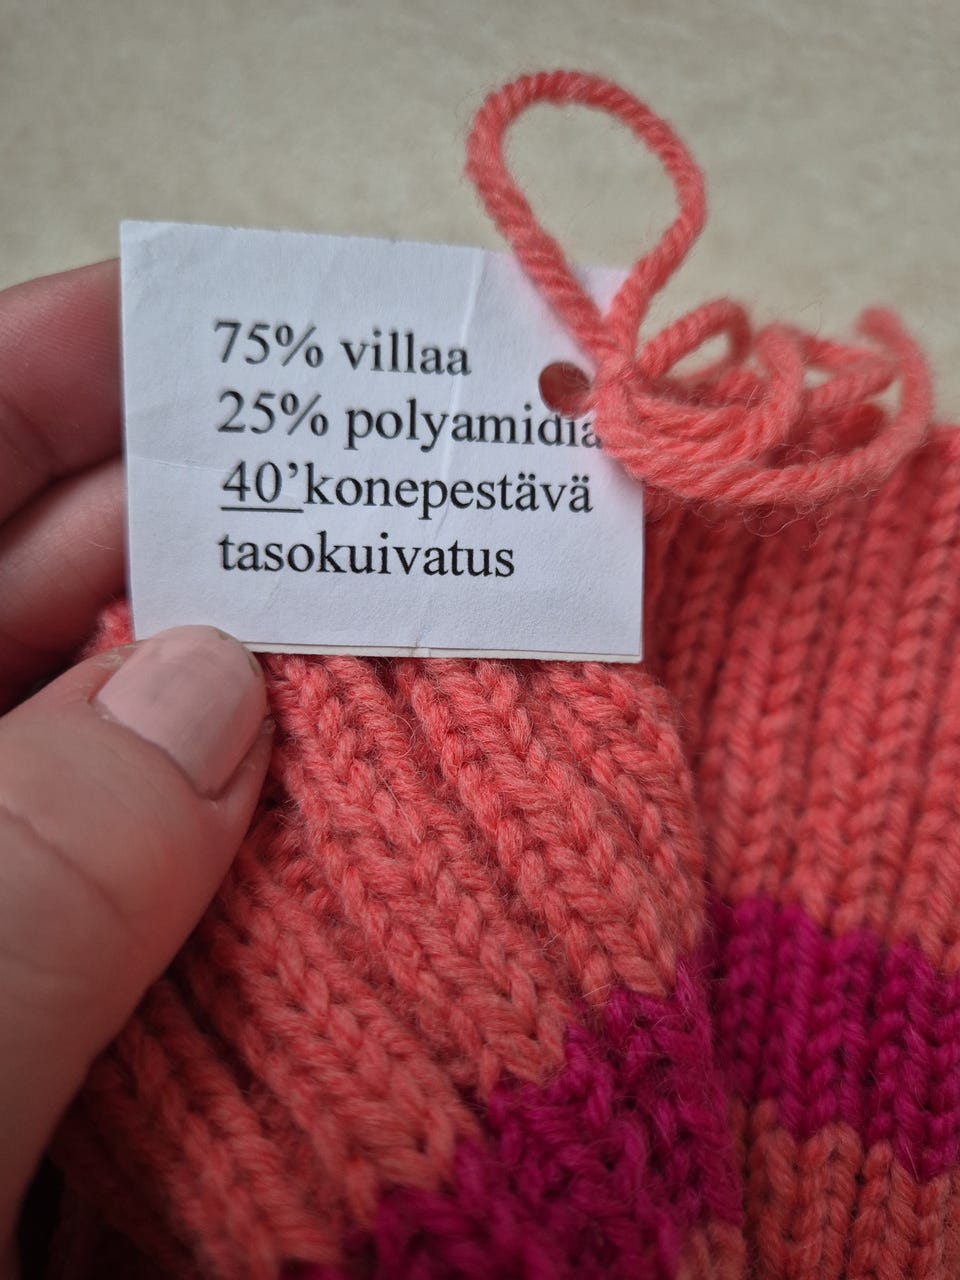 75% villaa
25% polyamidia
40’konepestävä
tasokuivatus